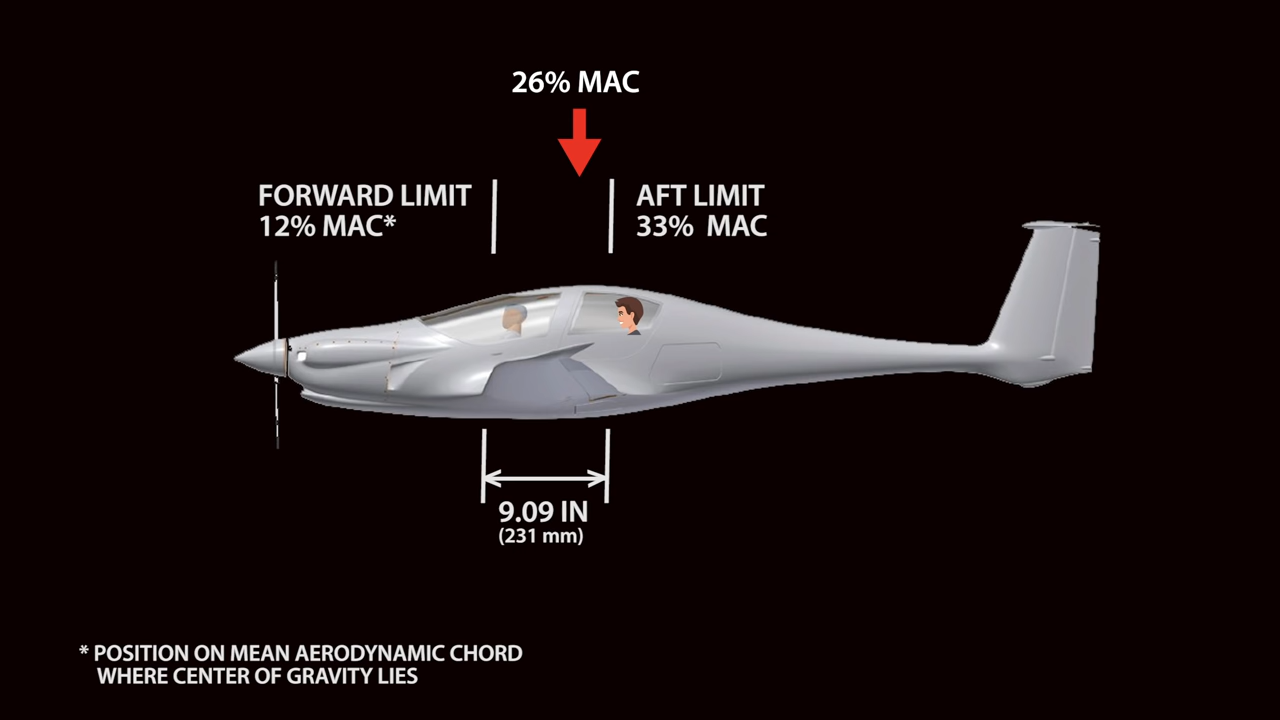 26% MAC
FORWARD LIMIT
12% MAC*
AFT LIMIT
33% MAC
9.09 IN
(231 mm)
* POSITION ON MEAN AERODYNAMIC CHORD
WHERE CENTER OF GRAVITY LIES